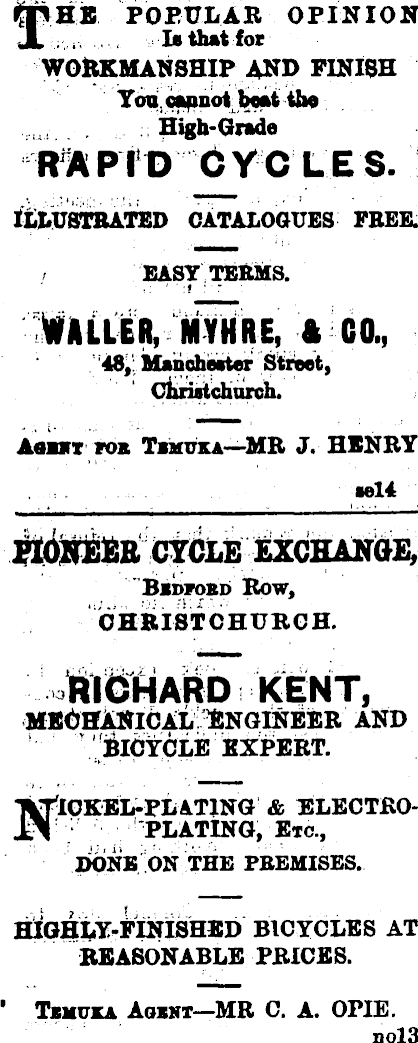 THE POPULAR OPINION
Is that for
WORKMANSHIP AND FINISH
You cannot beat the
High-Grade
RAPID CYCLES.
ILLUSTRATED CATALOGUES FREE.
EASY TERMS.
WALLER, MYHRE, & CO.,
48, Manchester Street,
Christchurch.
AGENT FOR TEMUKA—MR J. HENRY
sel4
PIONEER CYCLE EXCHANGE,
BEDFORD ROW,
CHRISTCHURCH.
RICHARD KENT,
MECHANICAL ENGINEER AND
BICYCLE EXPERT.
NICKEL-PLATING & ELECTRO-
PLATING, ETC.,
DONE ON THE PREMISES.
HIGHLY-FINISHED BICYCLES AT
REASONABLE PRICES.
TEMUKA AGENT—MR C. A. OPIE.
no13